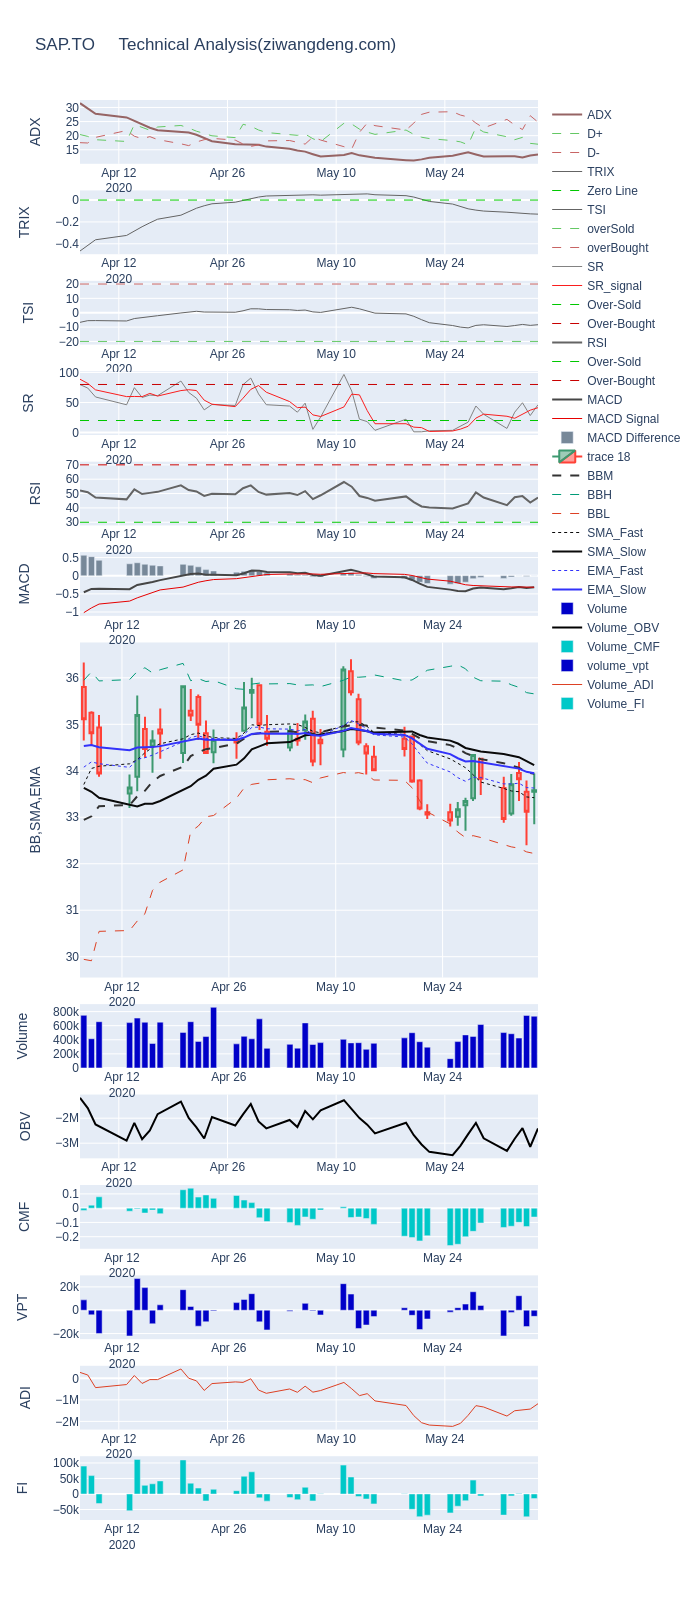 SAP.TO Technical Analysis(ziwangdeng.com)
ADX
30
25
20
15
Apr 12
2020
Apr 26
May 10
May 24
TRIX
0
−0.2
−0.4
Apr 12
2020
Apr 26
May 10
May 24
TSI
20
10
0
−10
−20
Apr 12
2020
Apr 26
May 10
May 24
SR
100
50
0
Apr 12
2020
Apr 26
May 10
May 24
RSI
70
60
50
40
30
Apr 12
2020
Apr 26
May 10
May 24
MACD
0.5
0
−0.5
−1
Apr 12
2020
Apr 26
May 10
May 24
BB,SMA,EMA
36
35
34
33
32
31
30
Apr 12
2020
Apr 26
May 10
May 24
Volume
800k
600k
400k
200k
0
Apr 12
2020
Apr 26
May 10
May 24
OBV
−2M
−3M
Apr 12
2020
Apr 26
May 10
May 24
CMF
0.1
0
−0.1
−0.2
Apr 12
2020
Apr 26
May 10
May 24
VPT
20k
0
−20k
Apr 12
2020
Apr 26
May 10
May 24
ADI
0
−1M
−2M
Apr 12
2020
Apr 26
May 10
May 24
FI
100k
50k
0
−50k
Apr 12
2020
Apr 26
May 10
May 24
ADX
D+
D-
TRIX
Zero Line
TSI
overSold
overBought
SR
SR_signal
Over-Sold
Over-Bought
RSI
Over-Sold
Over-Bought
MACD
MACD Signal
MACD Difference
trace 18
BBM
BBH
BBL
SMA_Fast
SMA_Slow
EMA_Fast
EMA_Slow
Volume
Volume_OBV
Volume_CMF
volume_vpt
Volume_ADI
Volume_FI